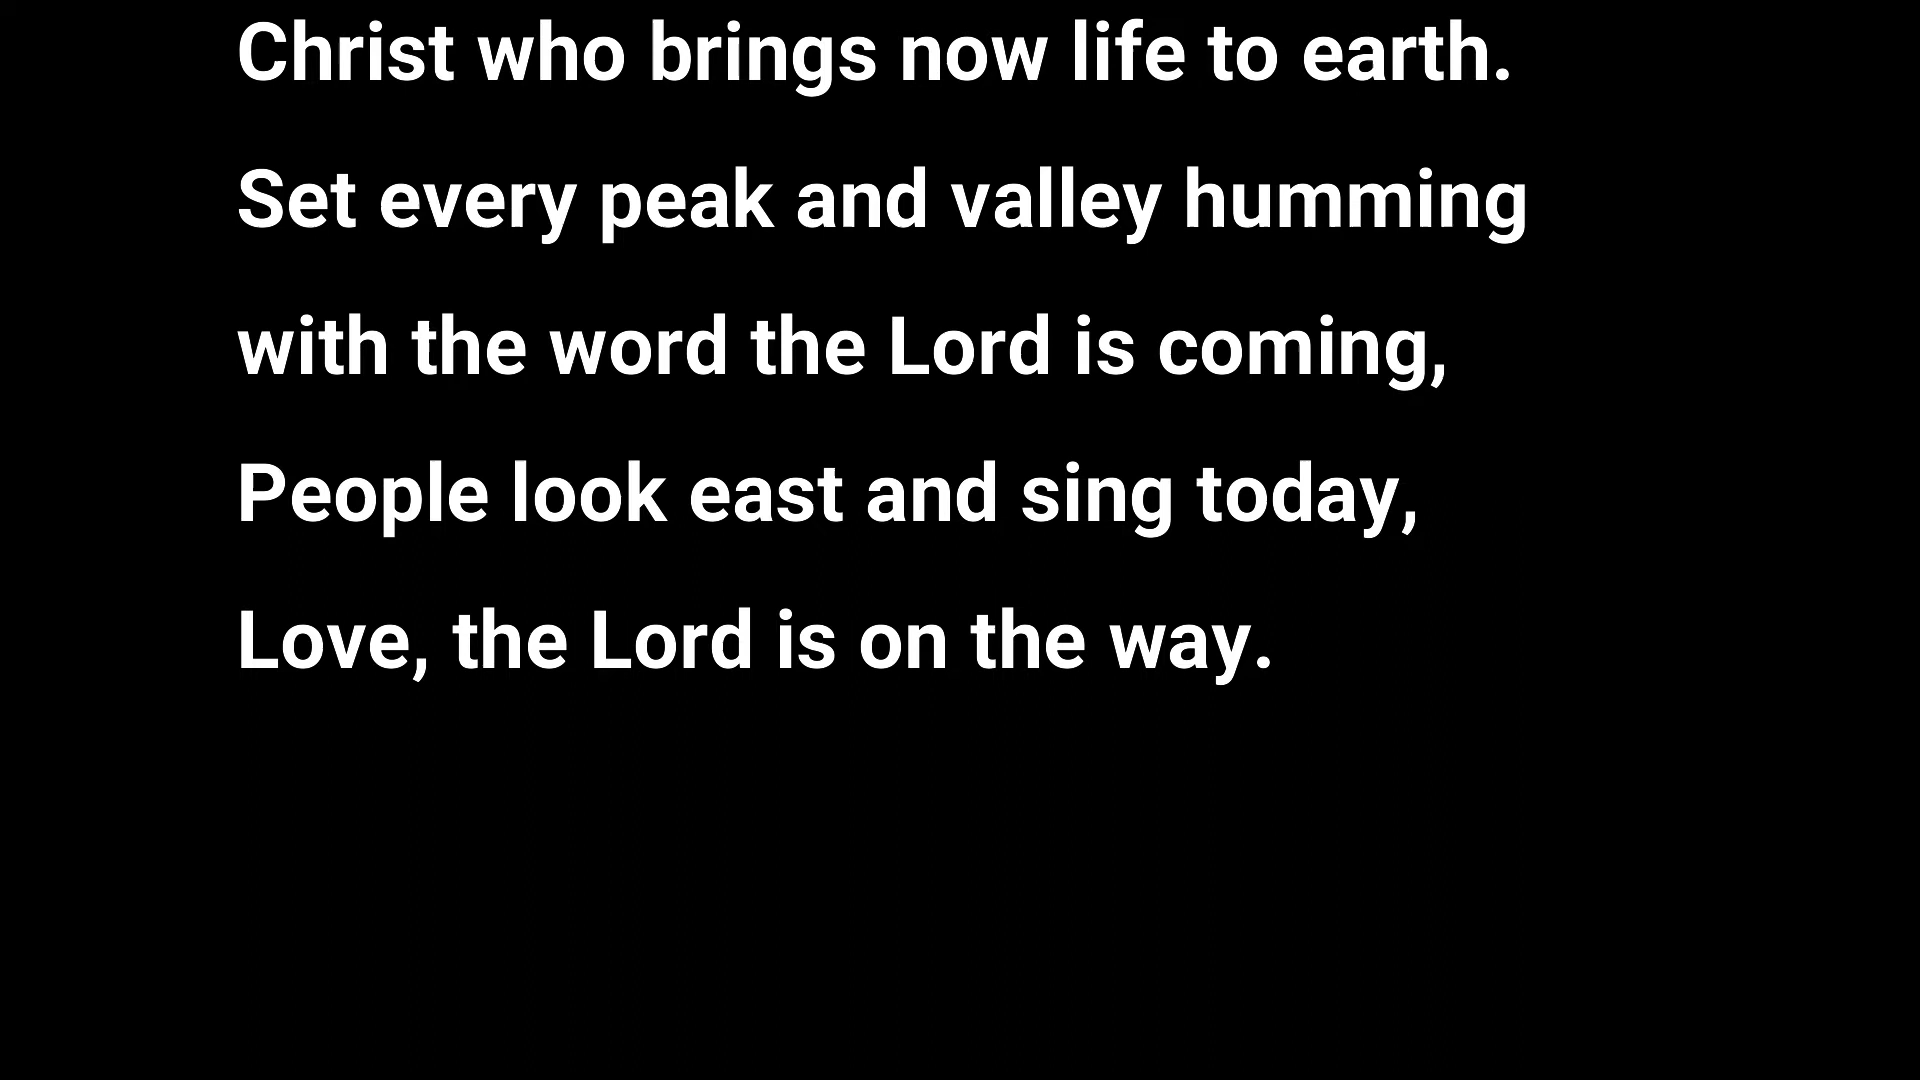 Christ who brings now life to earth.
Set every peak and valley humming
with the word the Lord is coming,
People look east and sing today,
Love, the Lord is on the way.